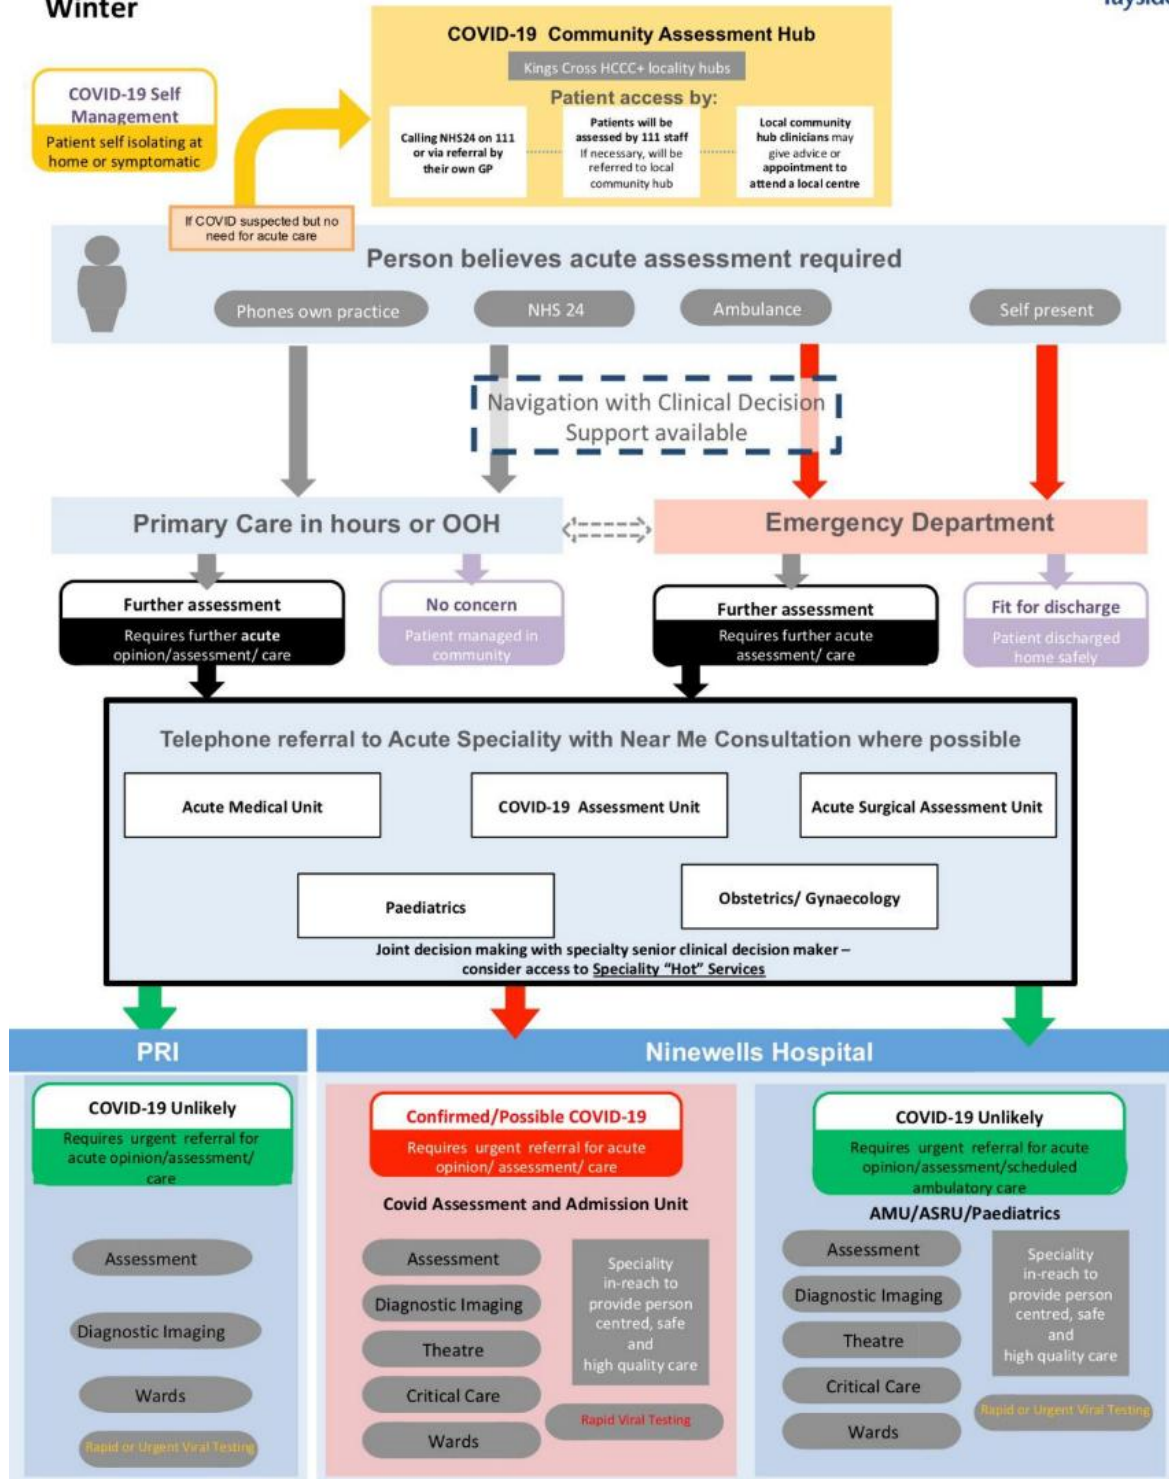 Winter
Tayside
COVID-19 Community Assessment Hub
Kings Cross HCCC+ locality hubs
Patient access by:
Calling NHS24 on 111
or via referral by
their own GP
Patients will be
assessed by 111 staff
If necessary, will be
referred to local
community hub
Local community
hub clinicians may
give advice or
appointment to
attend a local centre
COVID-19 Self
Management
Patient self isolating at
home or symptomatic
If COVID suspected but no
need for acute care
Person believes acute assessment required
Phones own practice
NHS 24
Ambulance
Self present
Navigation with Clinical Decision
Support available
Primary Care in hours or OOH
Emergency Department
Further assessment
Requires further acute
opinion/assessment/ care
No concern
Patient managed in
community
Further assessment
Requires further acute
assessment/ care
Fit for discharge
Patient discharged
home safely
Telephone referral to Acute Speciality with Near Me Consultation where possible
Acute Medical Unit
COVID-19 Assessment Unit
Acute Surgical Assessment Unit
Paediatrics
Obstetrics/ Gynaecology
Joint decision making with specialty senior clinical decision maker –
consider access to Speciality "Hot" Services
PRI
COVID-19 Unlikely
Requires urgent referral for
acute opinion/assessment/
care
Assessment
Diagnostic Imaging
Wards
Rapid or Urgent Viral Testing
Ninewells Hospital
Confirmed/Possible COVID-19
Requires urgent referral for acute
opinion/ assessment/ care
Covid Assessment and Admission Unit
Assessment
Diagnostic Imaging
Theatre
Critical Care
Wards
Speciality
in-reach to
provide person
centred, safe
and
high quality care
Rapid Viral Testing
COVID-19 Unlikely
Requires urgent referral for acute
opinion/assessment/scheduled
ambulatory care
AMU/ASRU/Paediatrics
Assessment
Diagnostic Imaging
Theatre
Critical Care
Wards
Speciality
in-reach to
provide person
centred, safe
and
high quality care
Rapid or Urgent Viral Testing